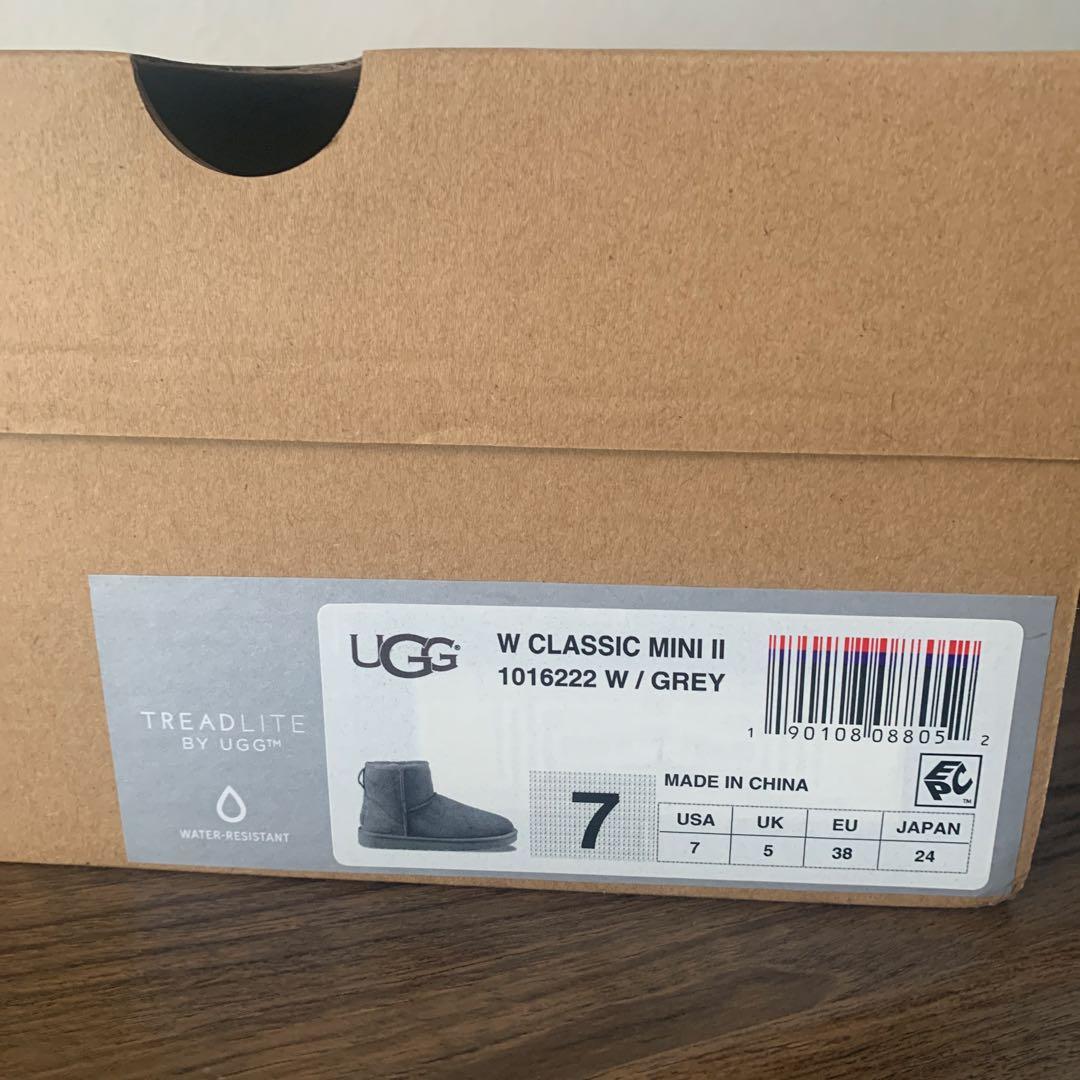 TREADLITE
BY UGG™
WATER-RESISTANT
UGG®
W CLASSIC MINI II
1016222 W / GREY
1 90108 08805 2
7
MADE IN CHINA
EPC™
USA UK EU JAPAN
7 5 38 24